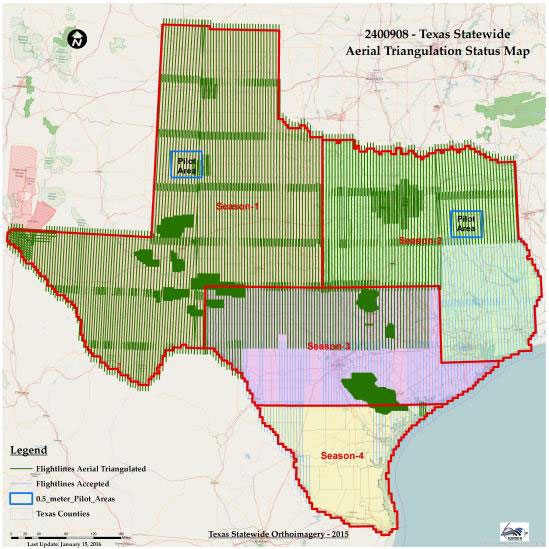 2400908 - Texas Statewide
Aerial Triangulation Status Map
N
Pilot
Area
Season-1
Pilot
Area
Season-2
Season-3
Season-4
Legend
Flightlines Aerial Triangulated
Flightlines Accepted
0.5_meter_Pilot_Areas
Texas Counties
Miles
Last Update: January 15, 2016
Texas Statewide Orthoimagery - 2015